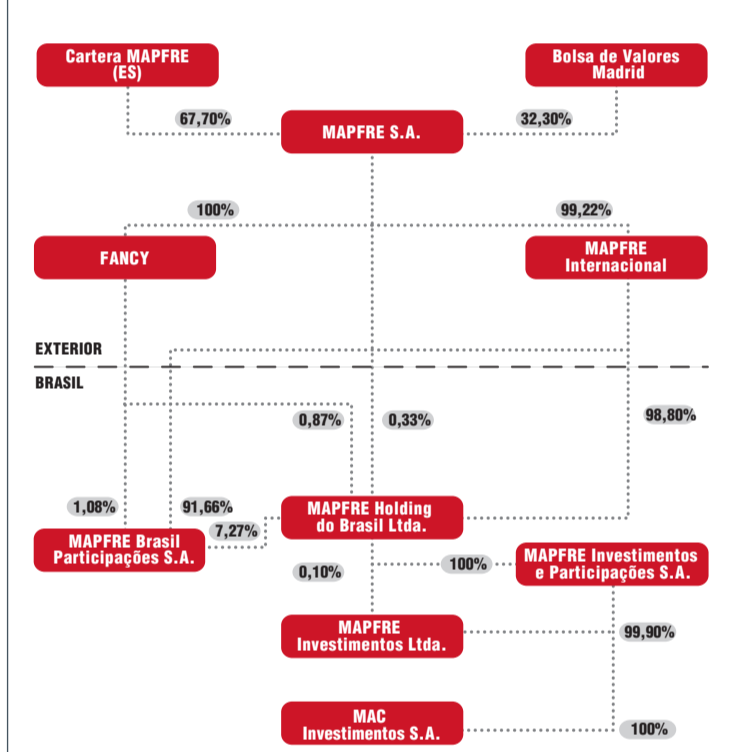 Cartera MAPFRE
(ES)
Bolsa de Valores
Madrid
67,70%
MAPFRE S.A.
32,30%
100%
99,22%
FANCY
MAPFRE
Internacional
EXTERIOR
BRASIL
0,87%
0,33%
98,80%
1,08%
91,66%
MAPFRE Holding
do Brasil Ltda.
7,27%
MAPFRE Brasil
Participações S.A.
0,10%
100%
MAPFRE Investimentos
e Participações S.A.
MAPFRE
Investimentos Ltda.
99,90%
MAC
Investimentos S.A.
100%